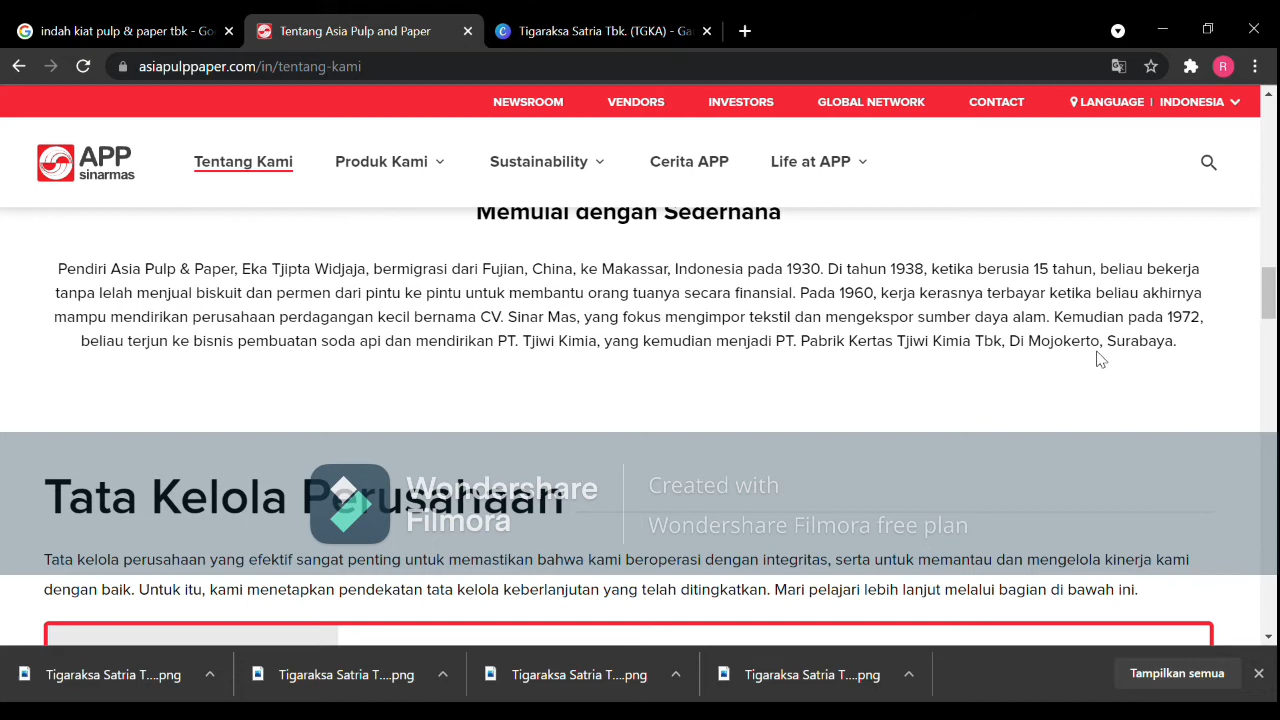 indah kiat pulp & paper tbk - Go
Tentang Asia Pulp and Paper
Tigaraksa Satria Tbk. (TGKA) - Ga
asiapulppaper.com/in/tentang-kami
R
NEWSROOM VENDORS INVESTORS GLOBAL NETWORK CONTACT LANGUAGE | INDONESIA
APP
sinarmas
Tentang Kami Produk Kami Sustainability Cerita APP Life at APP
Memulai dengan Sederhana
Pendiri Asia Pulp & Paper, Eka Tjipta Widjaja, bermigrasi dari Fujian, China, ke Makassar, Indonesia pada 1930. Di tahun 1938, ketika berusia 15 tahun, beliau bekerja
tanpa lelah menjual biskuit dan permen dari pintu ke pintu untuk membantu orang tuanya secara finansial. Pada 1960, kerja kerasnya terbayar ketika beliau akhirnya
mampu mendirikan perusahaan perdagangan kecil bernama CV. Sinar Mas, yang fokus mengimpor tekstil dan mengekspor sumber daya alam. Kemudian pada 1972,
beliau terjun ke bisnis pembuatan soda api dan mendirikan PT. Tjiwi Kimia, yang kemudian menjadi PT. Pabrik Kertas Tjiwi Kimia Tbk, Di Mojokerto, Surabaya.
Tata Kelola Perusahaan
Wondershare
Filmora
Created with
Wondershare Filmora free plan
Tata kelola perusahaan yang efektif sangat penting untuk memastikan bahwa kami beroperasi dengan integritas, serta untuk memantau dan mengelola kinerja kami
dengan baik. Untuk itu, kami menetapkan pendekatan tata kelola keberlanjutan yang telah ditingkatkan. Mari pelajari lebih lanjut melalui bagian di bawah ini.
Tigaraksa Satria T....png
Tigaraksa Satria T....png
Tigaraksa Satria T....png
Tigaraksa Satria T....png
Tampilkan semua